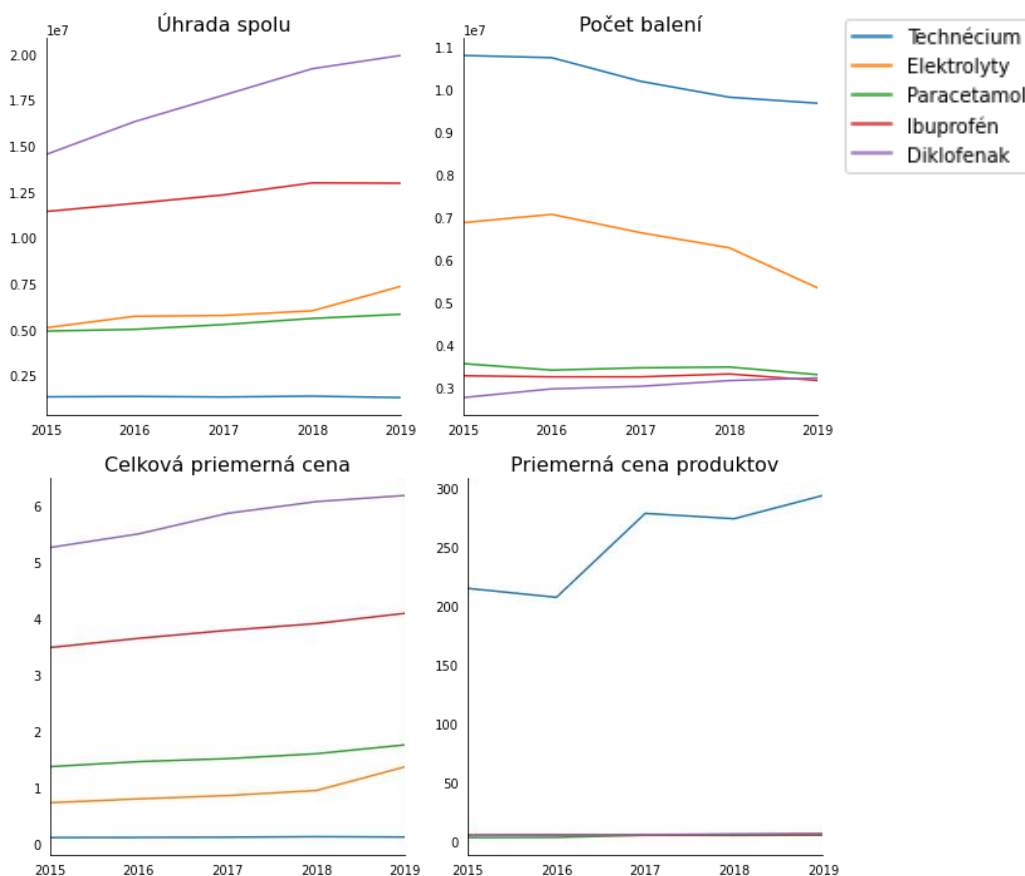 Úhrada spolu
1e7
2.00
1.75
1.50
1.25
1.00
0.75
0.50
0.25
2015 2016 2017 2018 2019
Počet balení
1e7
1.1
1.0
0.9
0.8
0.7
0.6
0.5
0.4
0.3
2015 2016 2017 2018 2019
Technécium
Elektrolyty
Paracetamol
Ibuprofén
Diklofenak
Celková priemerná cena
6
5
4
3
2
1
0
2015 2016 2017 2018 2019
Priemerná cena produktov
300
250
200
150
100
50
0
2015 2016 2017 2018 2019